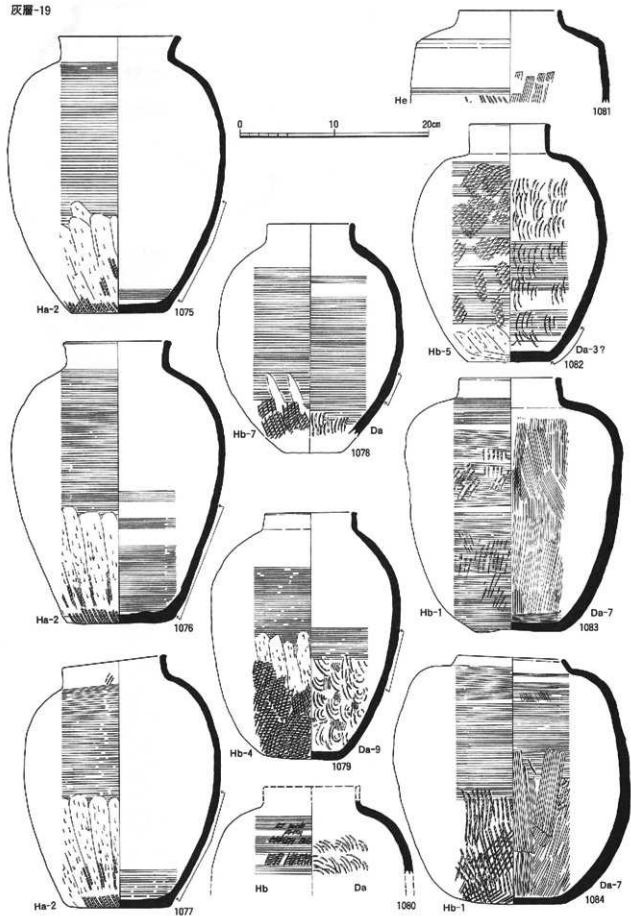 灰層-19
He
1081
0 10 20cm
Ha-2
1075
Hb-5
Da-3?
1082
Hb-7
Da
1078
Ha-2
1076
Hb-1
Da-7
1083
Hb-4
Da-9
1079
Ha-2
1077
Hb
Da
1080
Hb-1
Da-7
1084